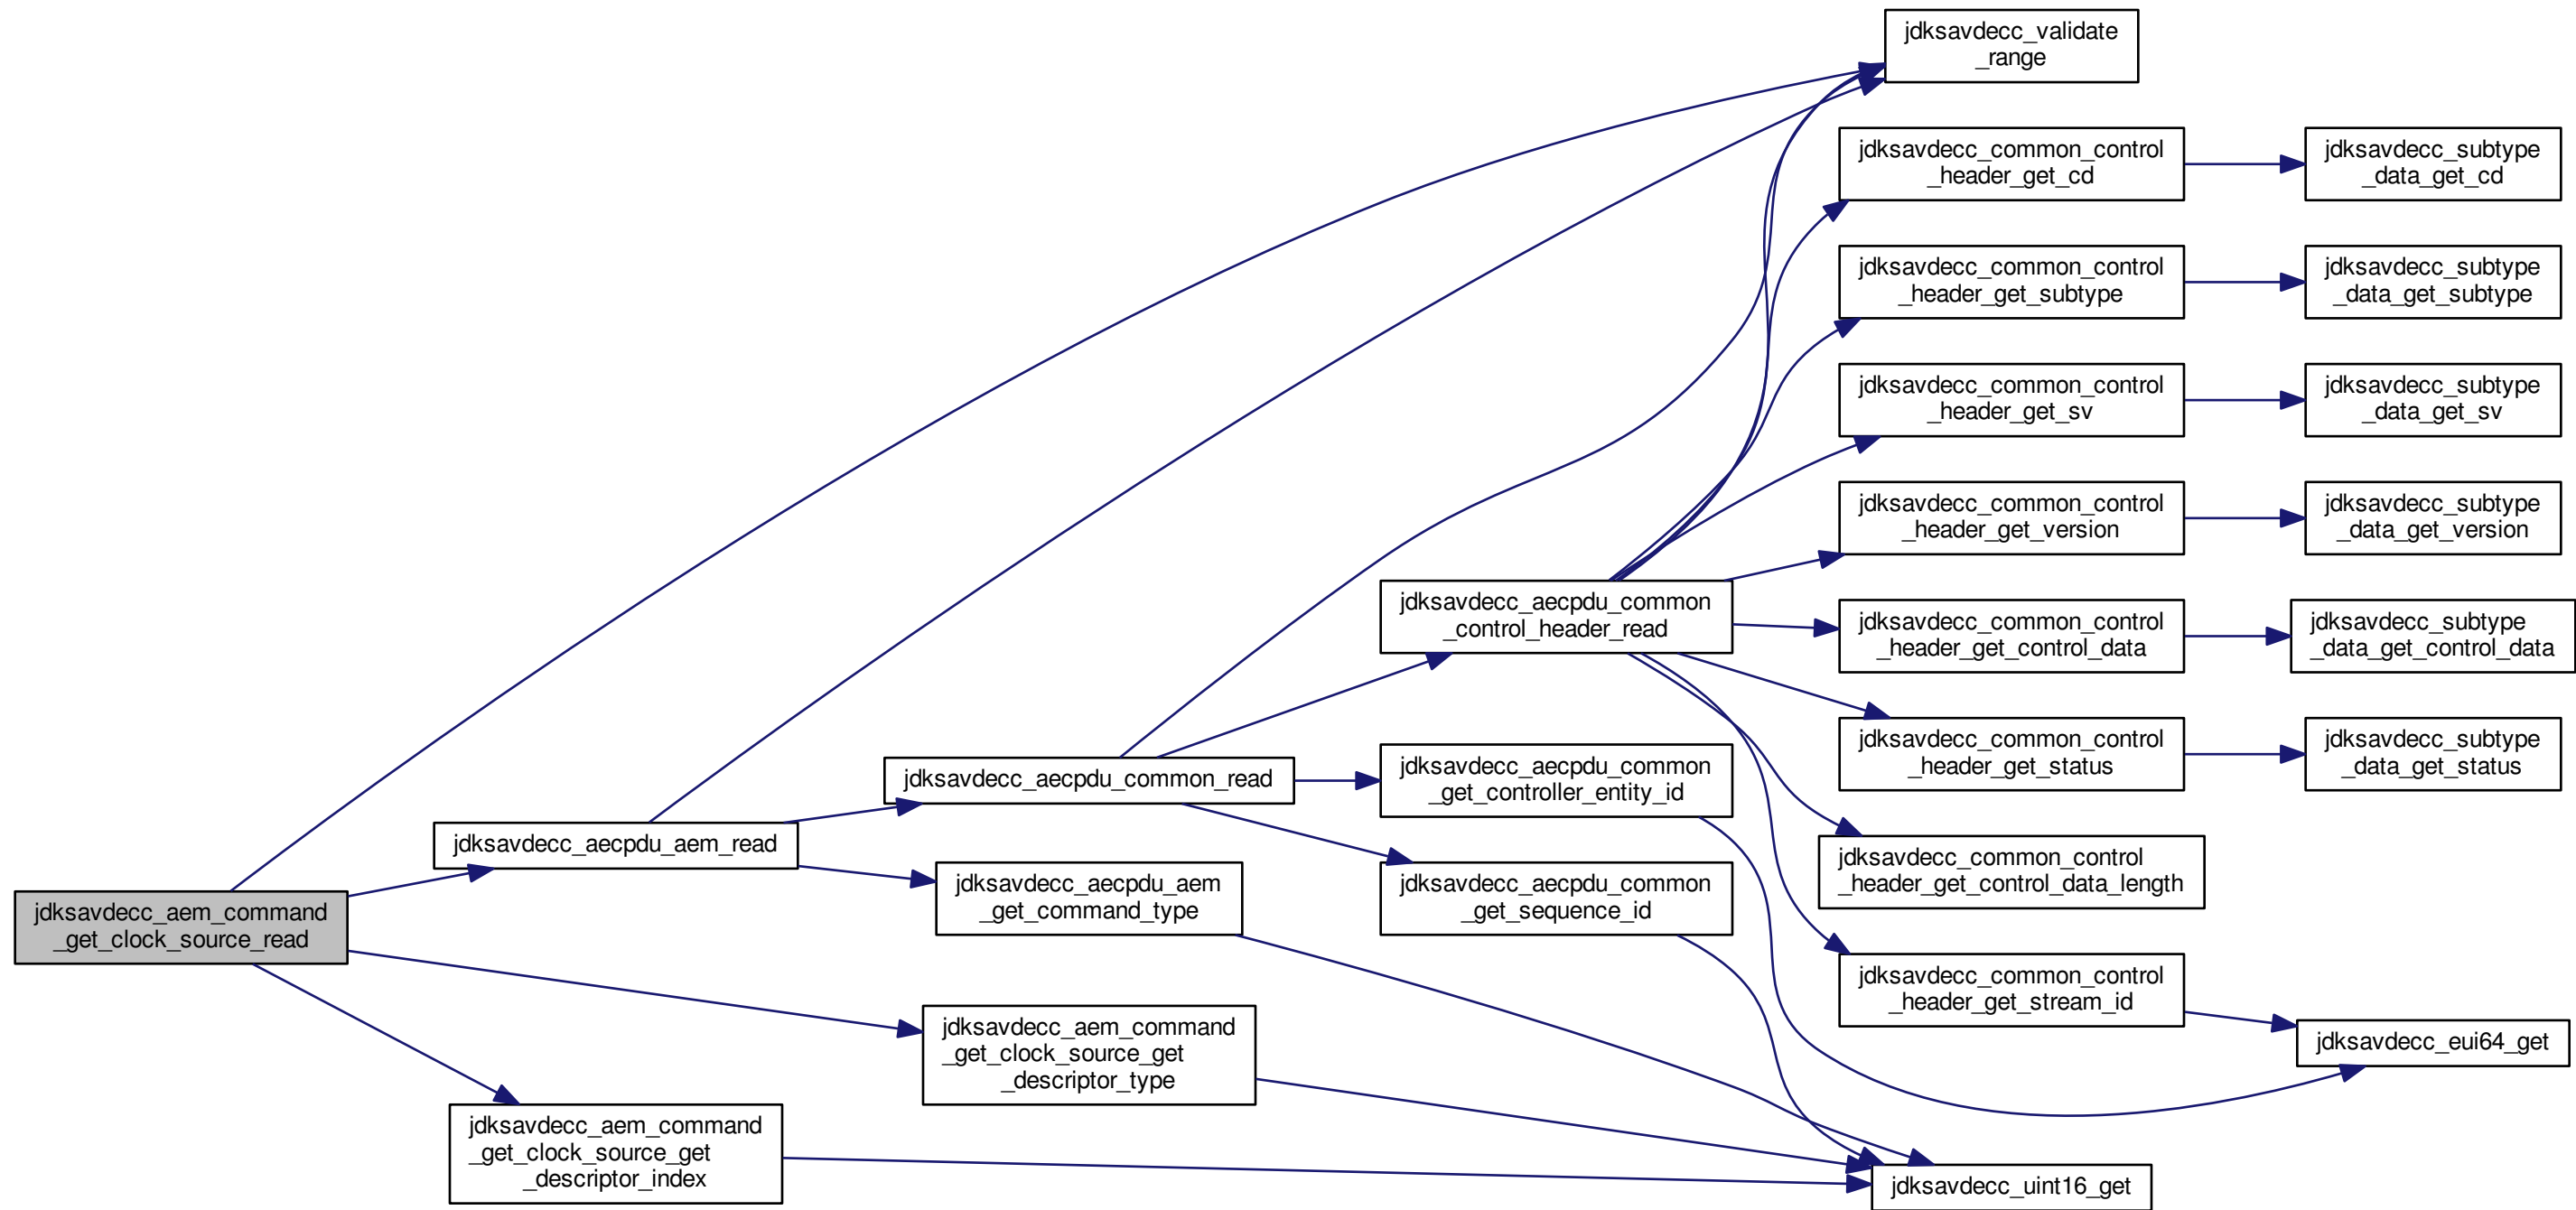 jdksavdecc_aem_command
_get_clock_source_read
jdksavdecc_aecpdu_aem_read
jdksavdecc_aem_command
_get_clock_source_get
_descriptor_index
jdksavdecc_aecpdu_common_read
jdksavdecc_aecpdu_aem
_get_command_type
jdksavdecc_aem_command
_get_clock_source_get
_descriptor_type
jdksavdecc_aecpdu_common
_control_header_read
jdksavdecc_aecpdu_common
_get_controller_entity_id
jdksavdecc_aecpdu_common
_get_sequence_id
jdksavdecc_validate
_range
jdksavdecc_common_control
_header_get_cd
jdksavdecc_common_control
_header_get_subtype
jdksavdecc_common_control
_header_get_sv
jdksavdecc_common_control
_header_get_version
jdksavdecc_common_control
_header_get_control_data
jdksavdecc_common_control
_header_get_status
jdksavdecc_common_control
_header_get_control_data_length
jdksavdecc_common_control
_header_get_stream_id
jdksavdecc_uint16_get
jdksavdecc_subtype
_data_get_cd
jdksavdecc_subtype
_data_get_subtype
jdksavdecc_subtype
_data_get_sv
jdksavdecc_subtype
_data_get_version
jdksavdecc_subtype
_data_get_control_data
jdksavdecc_subtype
_data_get_status
jdksavdecc_eui64_get